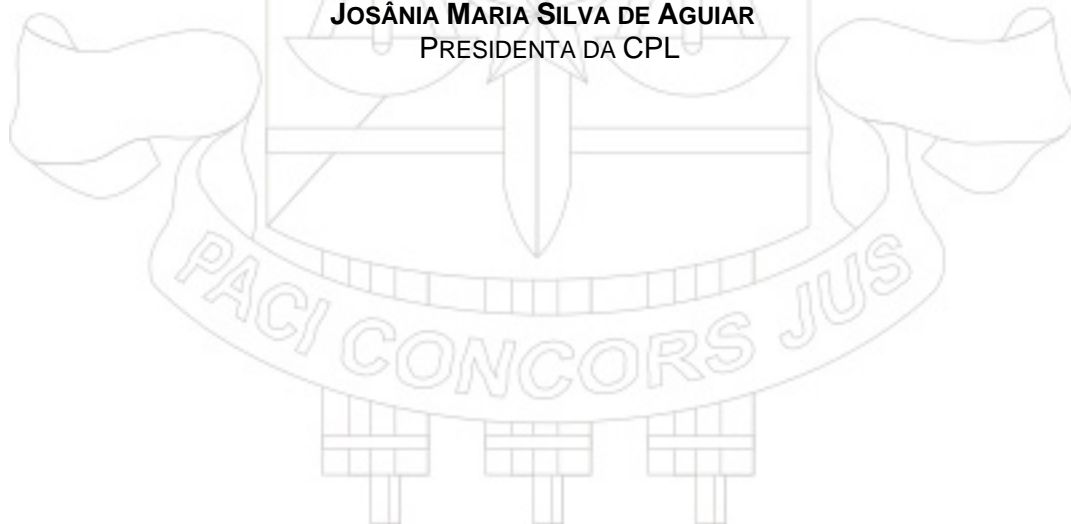 JOSÂNIA MARIA SILVA DE AGUIAR
PRESIDENTA DA CPL
PACI CONCORS JUS